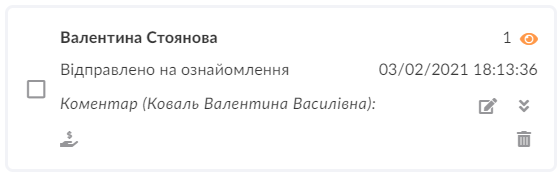 Валентина Стоянова 1
Відправлено на ознайомлення 03/02/2021 18:13:36
Коментар (Коваль Валентина Василівна):